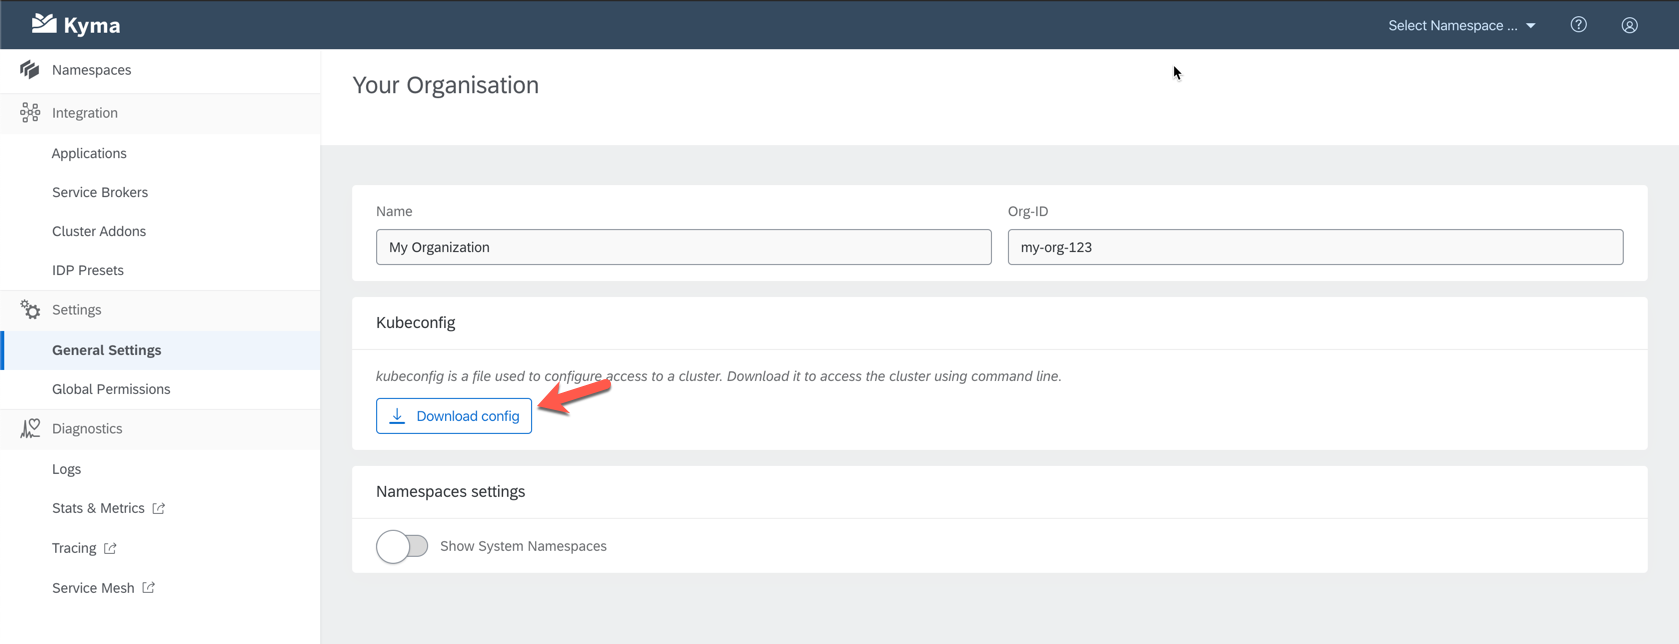 Kyma
Select Namespace ...
Namespaces
Integration
Applications
Service Brokers
Cluster Addons
IDP Presets
Settings
General Settings
Global Permissions
Diagnostics
Logs
Stats & Metrics
Tracing
Service Mesh
Your Organisation
Name
My Organization
Org-ID
my-org-123
Kubeconfig
kubeconfig is a file used to configure access to a cluster. Download it to access the cluster using command line.
Download config
Namespaces settings
Show System Namespaces